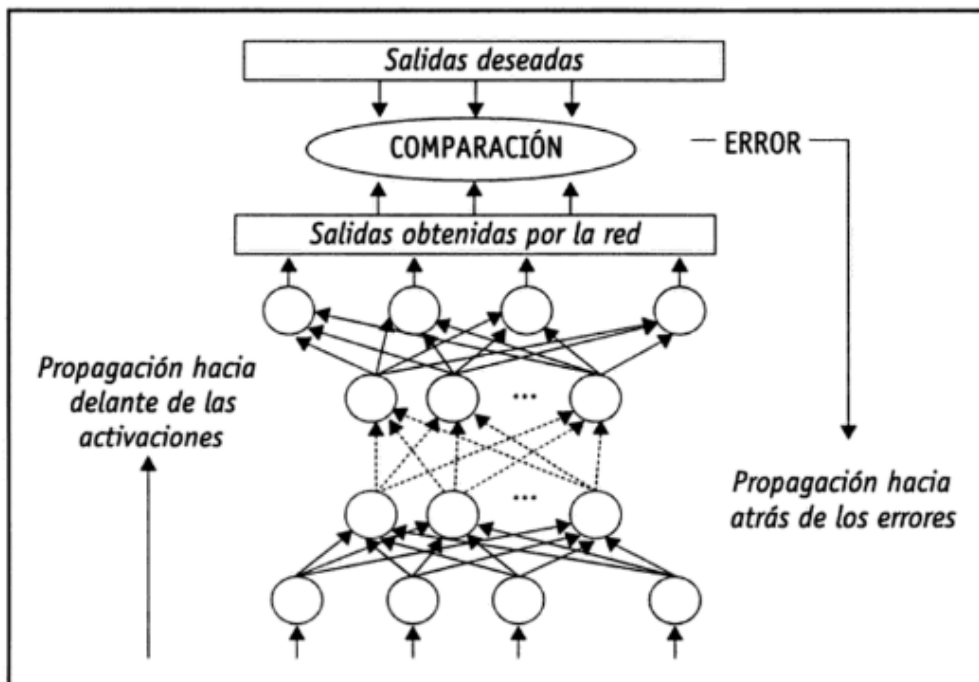 Salidas deseadas
COMPARACIÓN
ERROR
Salidas obtenidas por la red
Propagación hacia
delante de las
activaciones
...
...
Propagación hacia
atrás de los errores